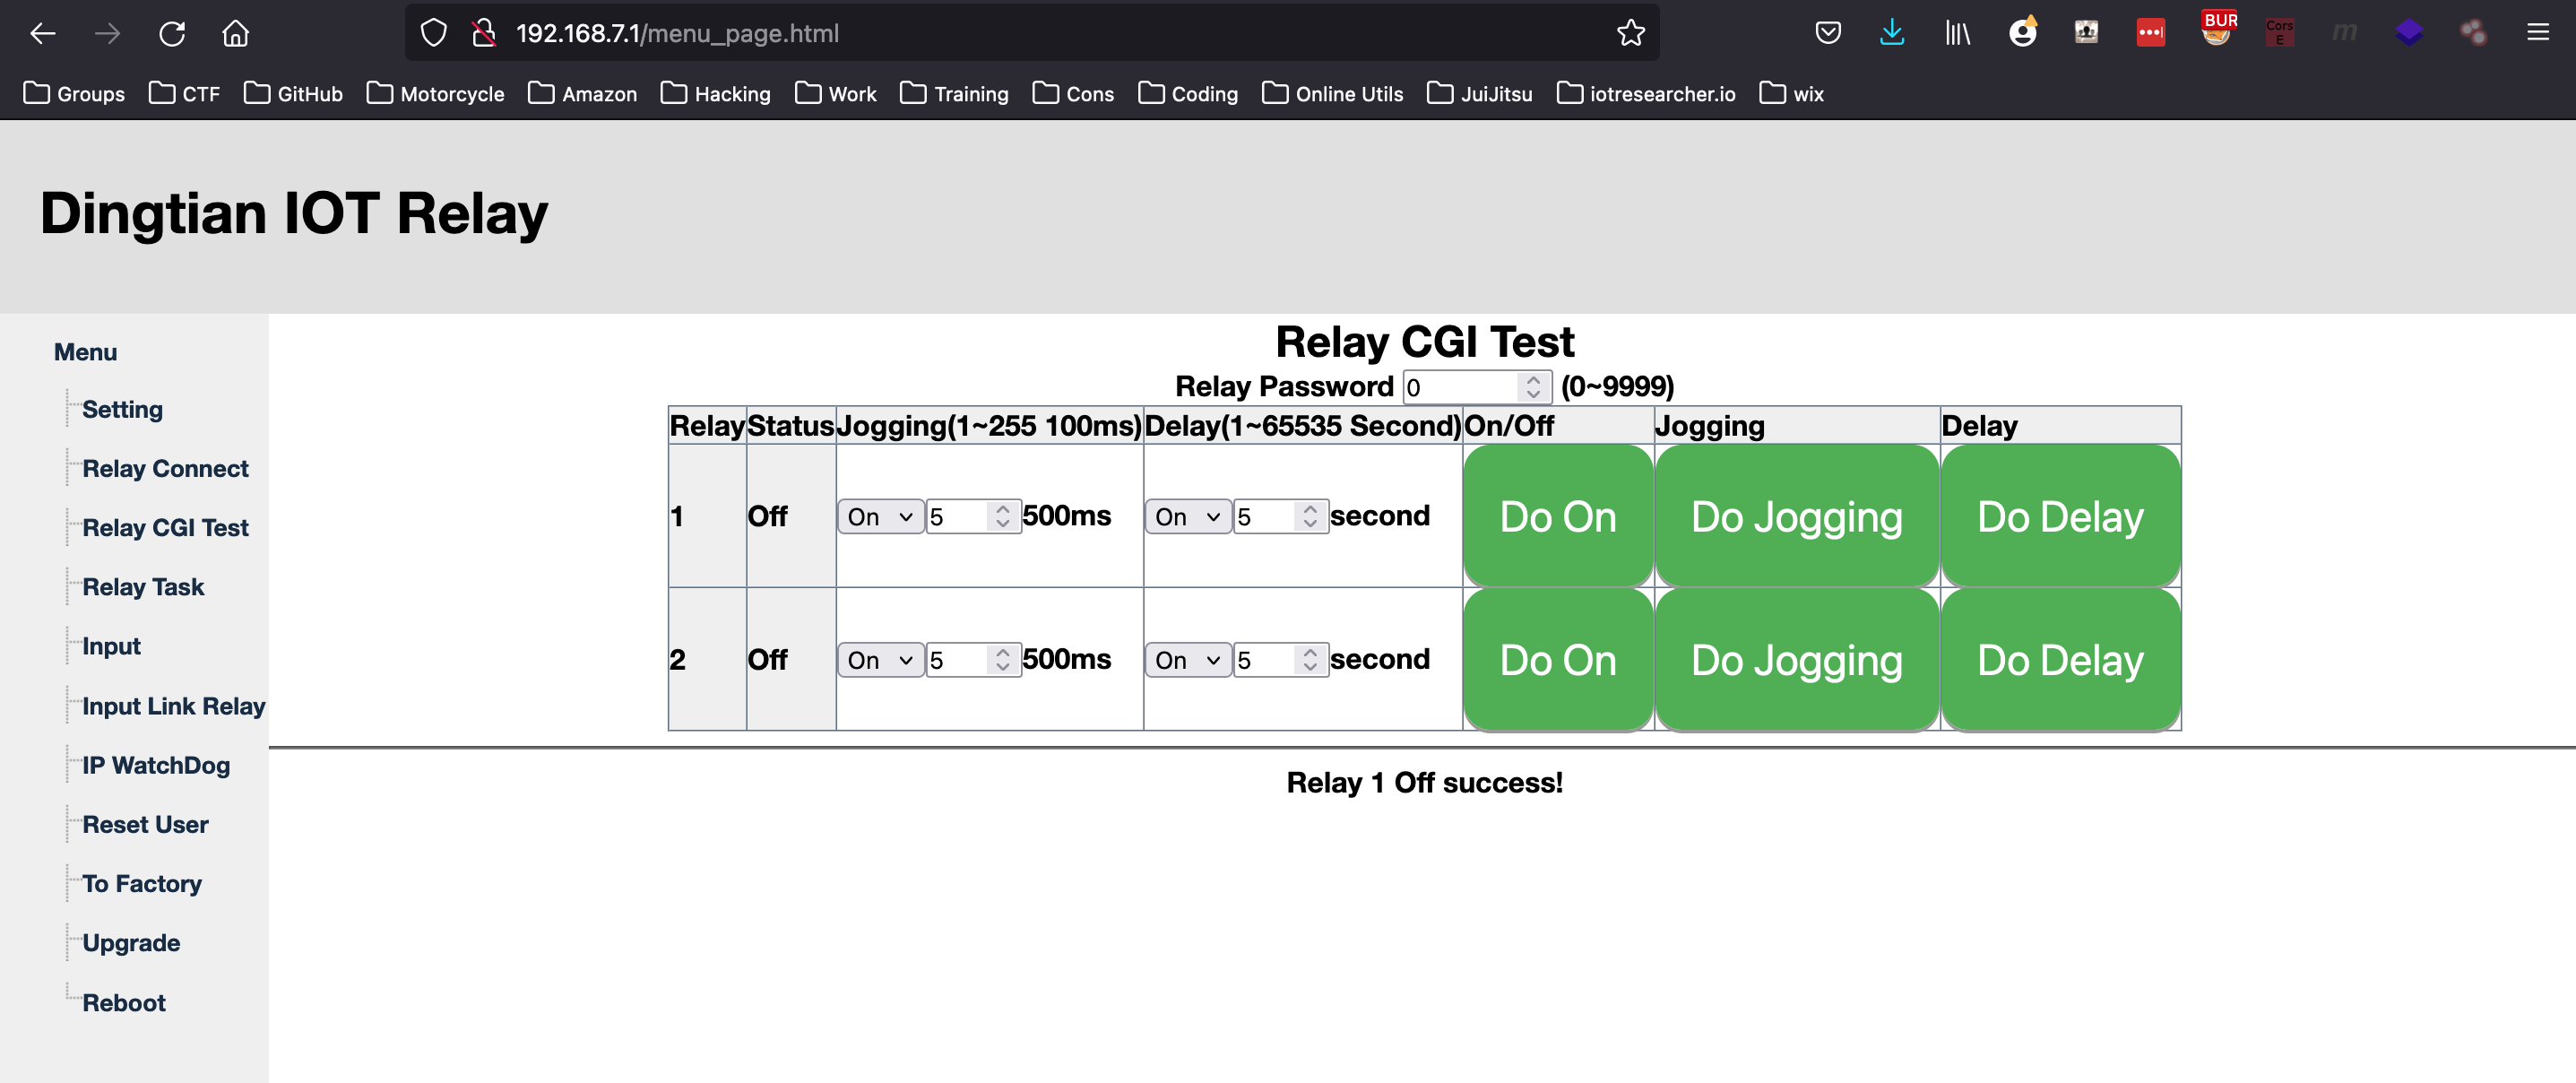 192.168.7.1/menu_page.html
BUR
Cors
E
m
Groups CTF GitHub Motorcycle Amazon Hacking Work Training Cons Coding Online Utils JuiJitsu iotresearcher.io wix
Dingtian IOT Relay
Menu
Setting
Relay Connect
Relay CGI Test
Relay Task
Input
Input Link Relay
IP WatchDog
Reset User
To Factory
Upgrade
Reboot
Relay CGI Test
Relay Password 0 (0~9999)
Relay Status Jogging(1~255 100ms) Delay(1~65535 Second) On/Off Jogging Delay
1 Off On 5 500ms On 5 second Do On Do Jogging Do Delay
2 Off On 5 500ms On 5 second Do On Do Jogging Do Delay
Relay 1 Off success!